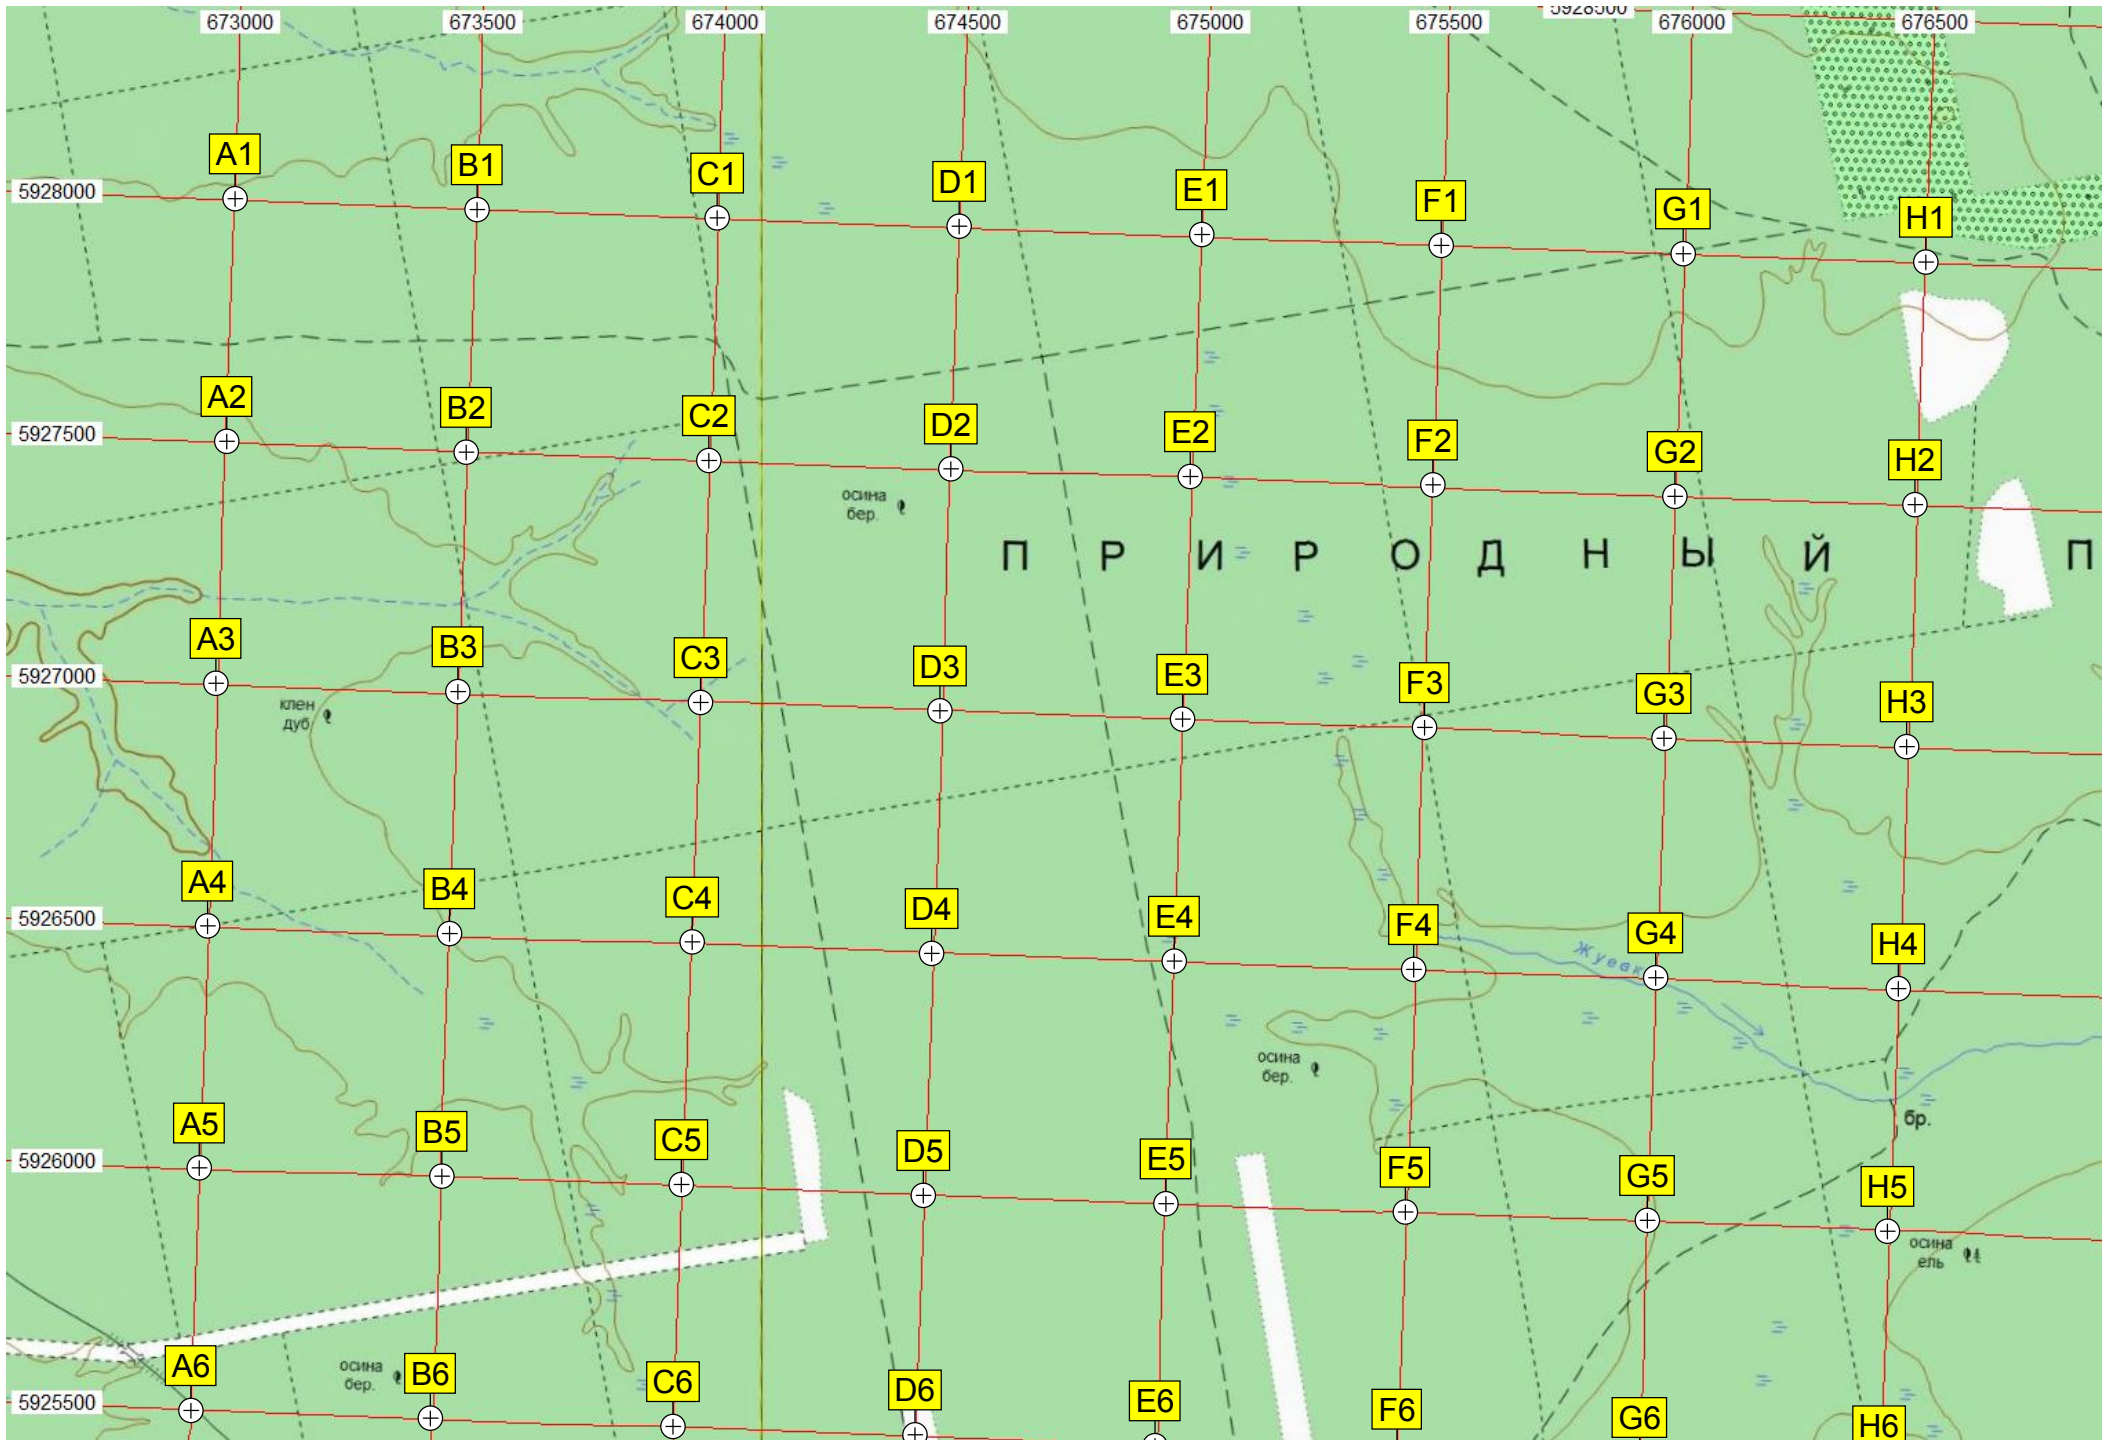 673000 673500 674000 674500 675000 675500 5928500 676000 676500
A1 B1 C1 D1 E1 F1 G1 H1
5928000
A2 B2 C2 D2 E2 F2 G2 H2
5927500
осина
бер.
П Р И Р О Д Н Ы Й П
A3 B3 C3 D3 E3 F3 G3 H3
5927000
клен
дуб
A4 B4 C4 D4 E4 F4 G4 H4
5926500
Жуевк
осина
бер.
бр.
A5 B5 C5 D5 E5 F5 G5 H5
5926000
осина
ель
A6 B6 C6 D6 E6 F6 G6 H6
осина
бер.
5925500